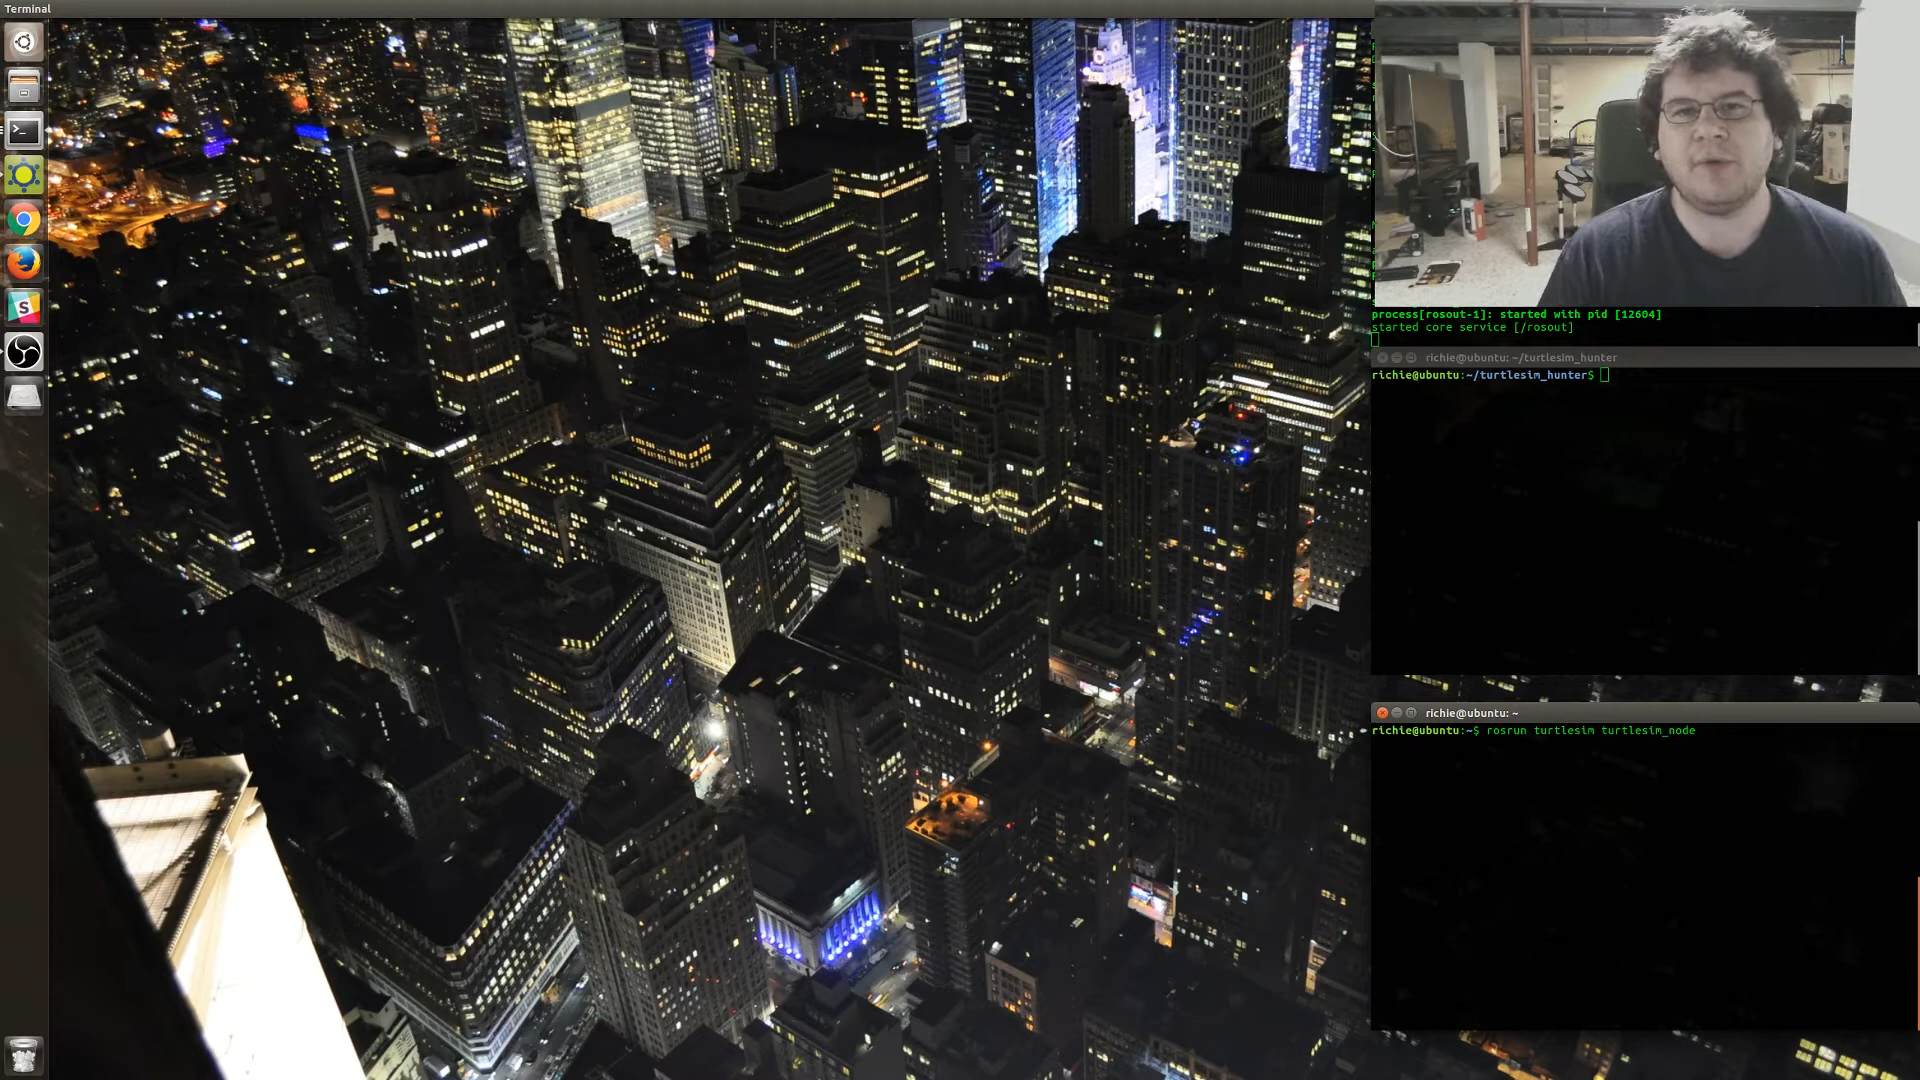 Terminal
process[rosout-1]: started with pid [12604]
started core service [/rosout]
richie@ubuntu: ~/turtlesim_hunter
richie@ubuntu:~/turtlesim_hunter$
richie@ubuntu: ~
richie@ubuntu:~$ rosrun turtlesim turtlesim_node